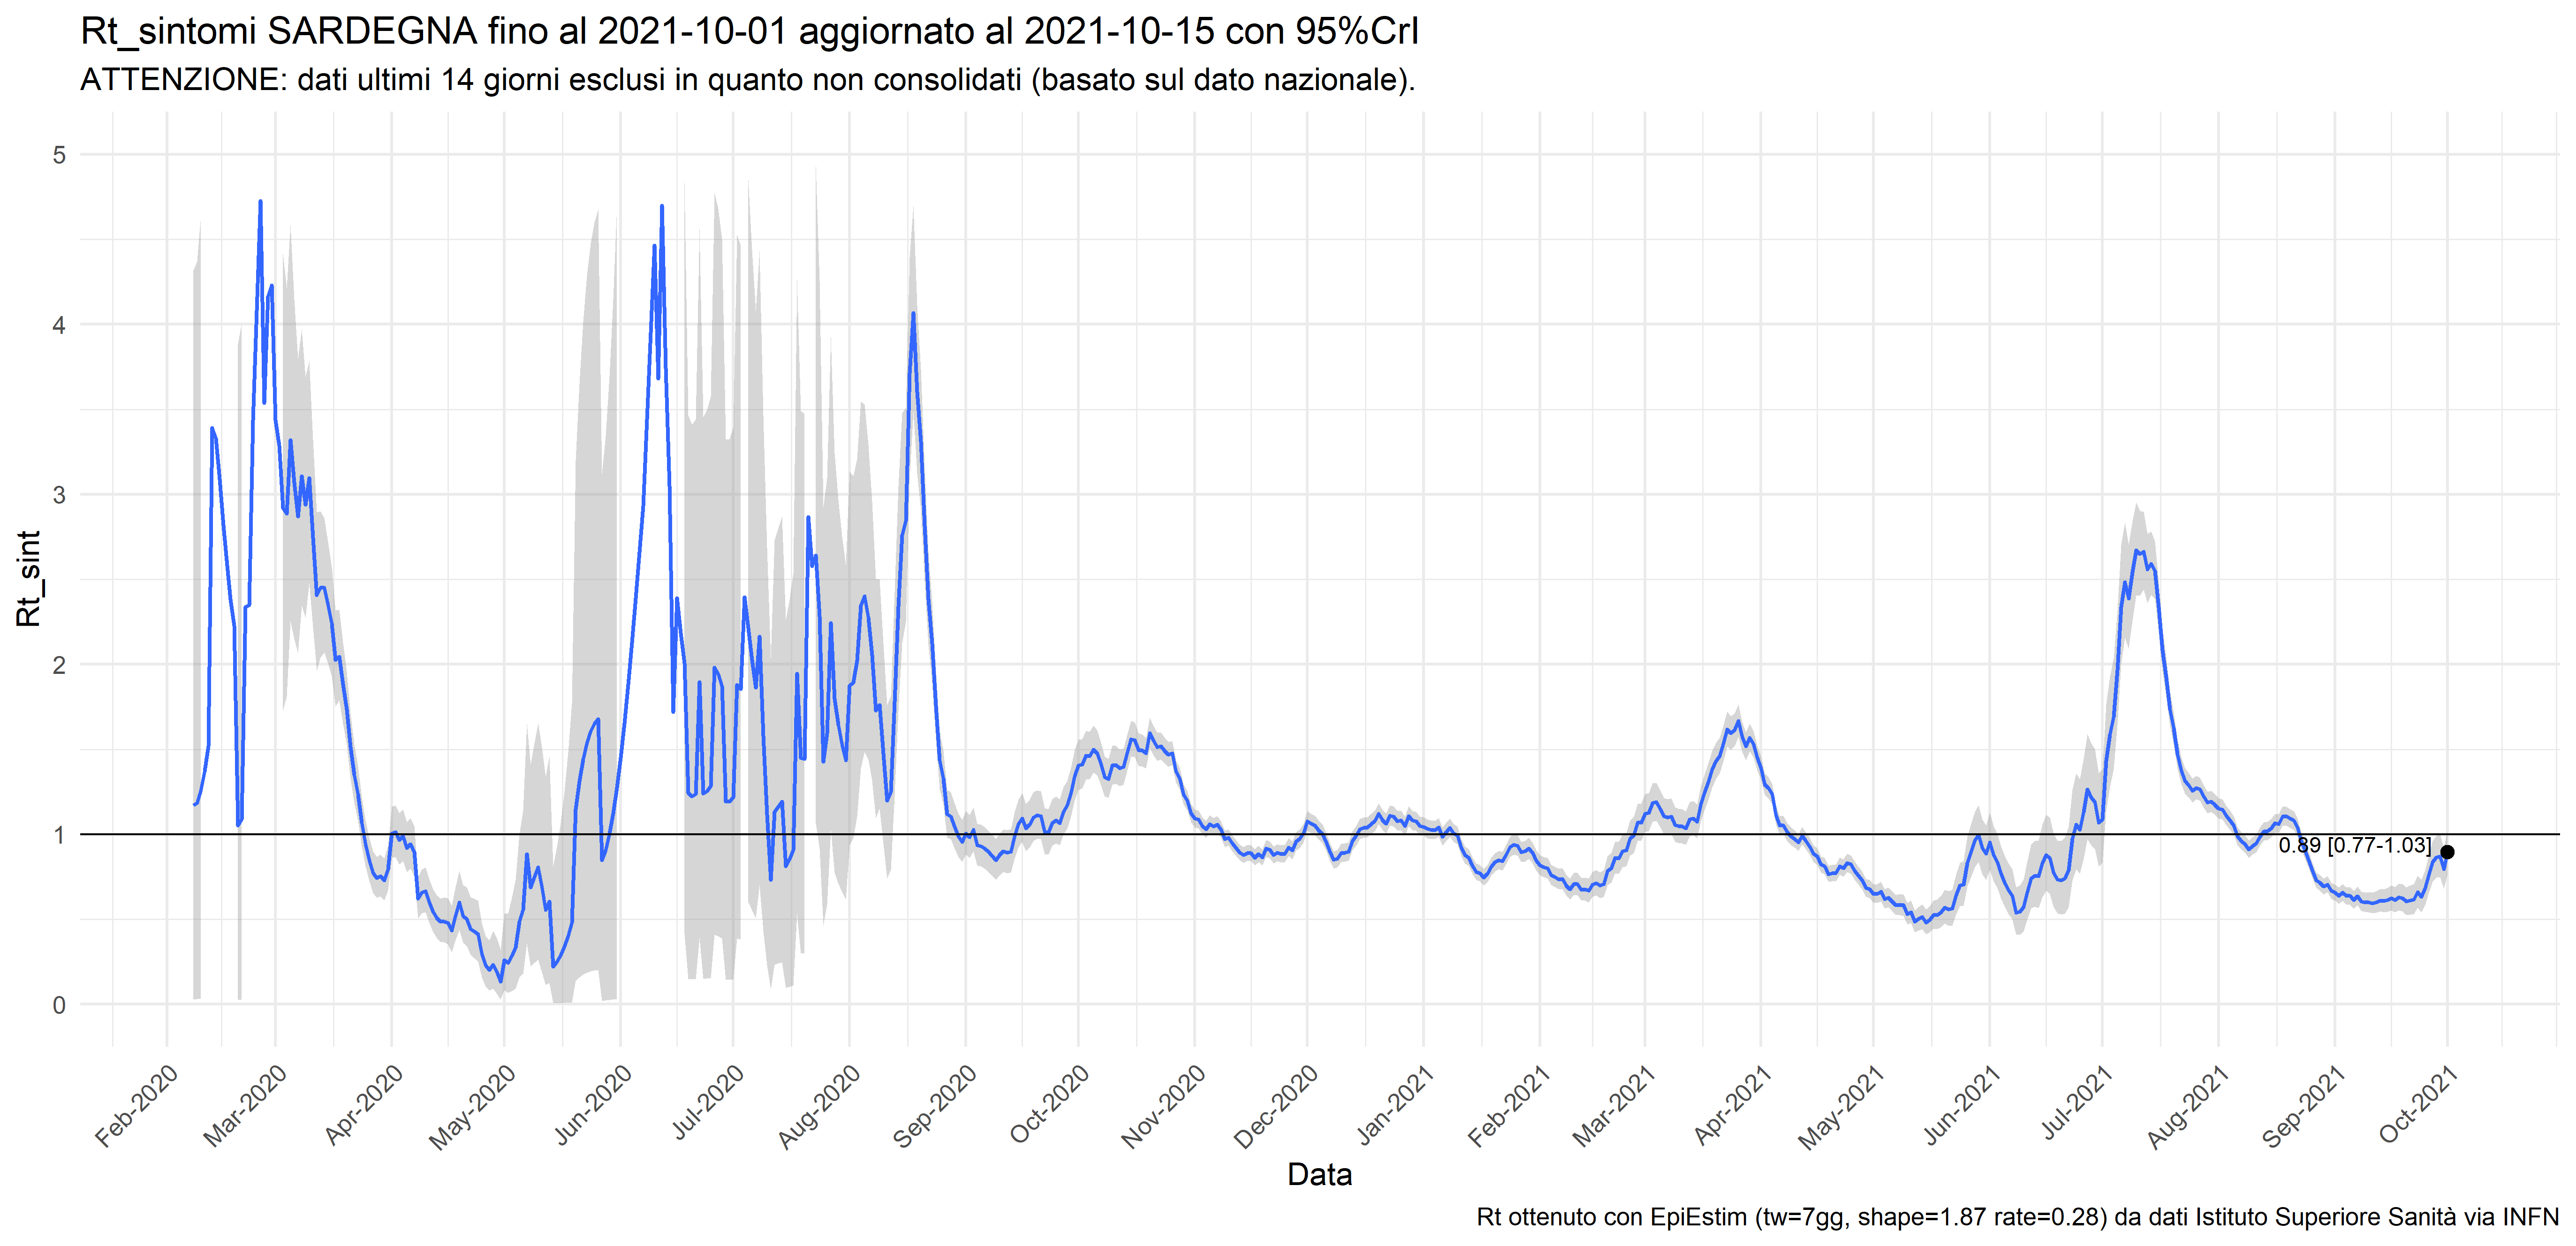 Rt_sintomi SARDEGNA fino al 2021-10-01 aggiornato al 2021-10-15 con 95%CrI
ATTENZIONE: dati ultimi 14 giorni esclusi in quanto non consolidati (basato sul dato nazionale).
5
4
3
2
1
0
Rt_sint
0.89 [0.77-1.03]
Feb-2020
Mar-2020
Apr-2020
May-2020
Jun-2020
Jul-2020
Aug-2020
Sep-2020
Oct-2020
Nov-2020
Dec-2020
Jan-2021
Feb-2021
Mar-2021
Apr-2021
May-2021
Jun-2021
Jul-2021
Aug-2021
Sep-2021
Oct-2021
Data
Rt ottenuto con EpiEstim (tw=7gg, shape=1.87 rate=0.28) da dati Istituto Superiore Sanità via INFN